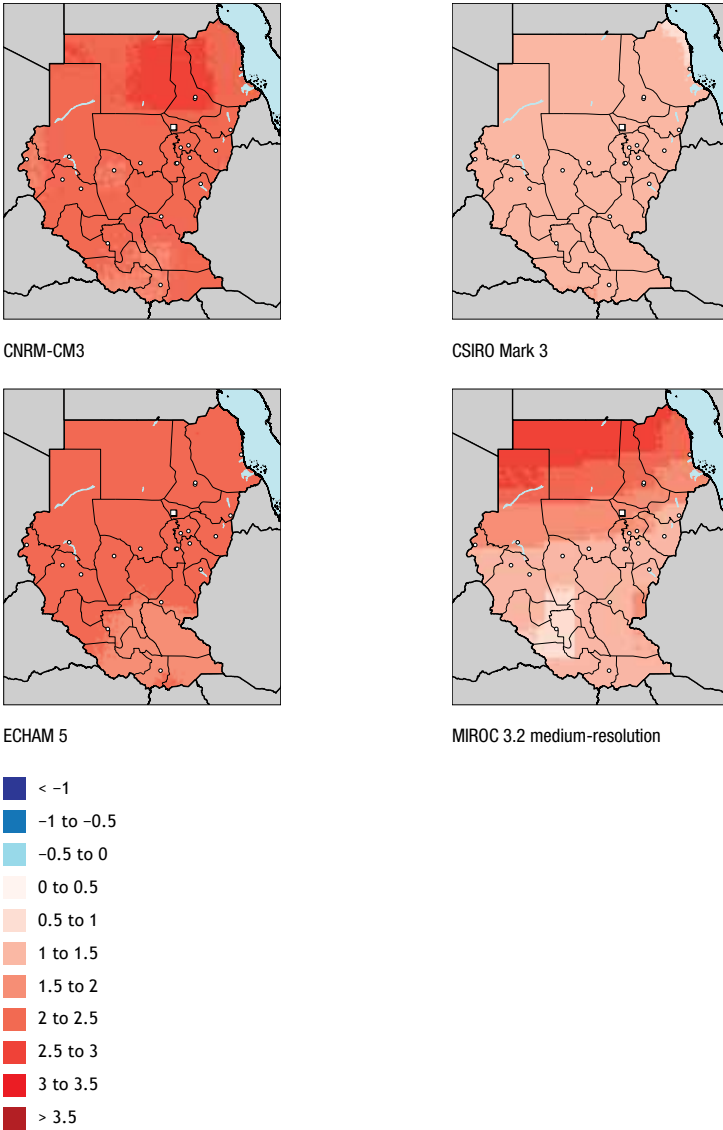 CNRM-CM3
CSIRO Mark 3
ECHAM 5
MIROC 3.2 medium-resolution
< –1
–1 to –0.5
–0.5 to 0
0 to 0.5
0.5 to 1
1 to 1.5
1.5 to 2
2 to 2.5
2.5 to 3
3 to 3.5
> 3.5